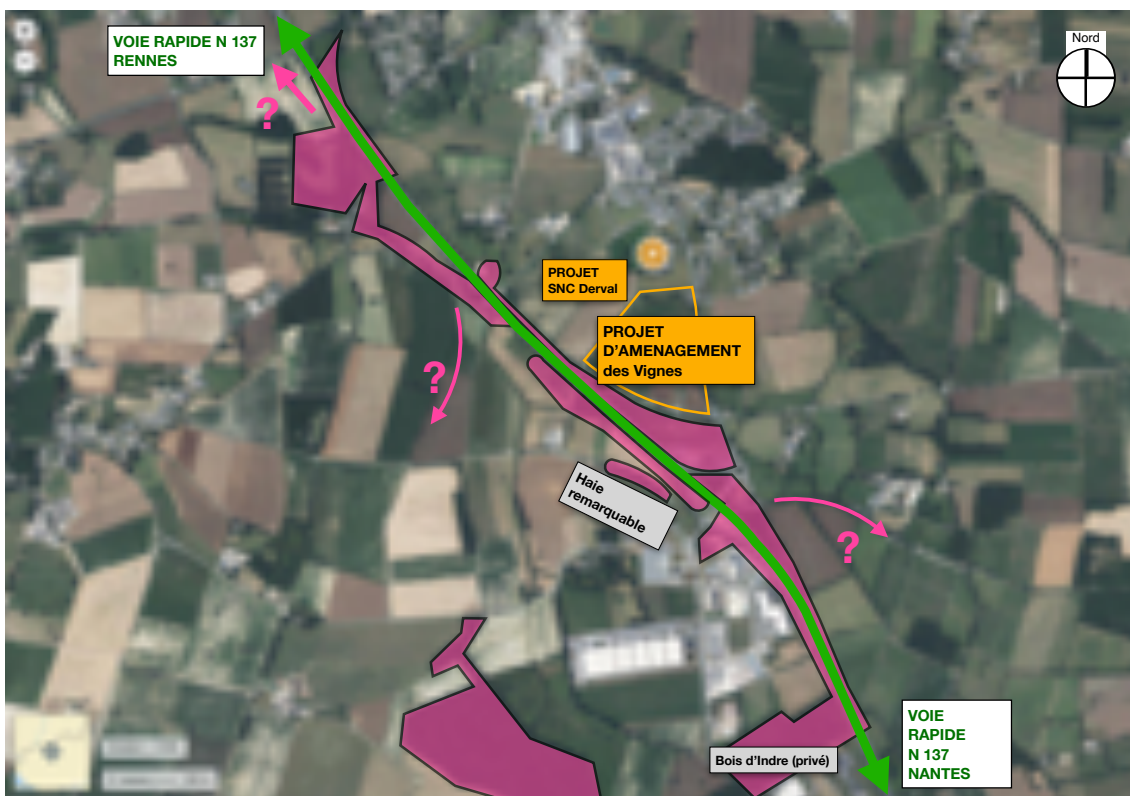 VOIE RAPIDE N 137
RENNES
Nord
?
PROJET
SNC Derval
PROJET
D'AMENAGEMENT
des Vignes
?
Haie
remarquable
?
VOIE
RAPIDE
N 137
NANTES
Bois d'Indre (privé)